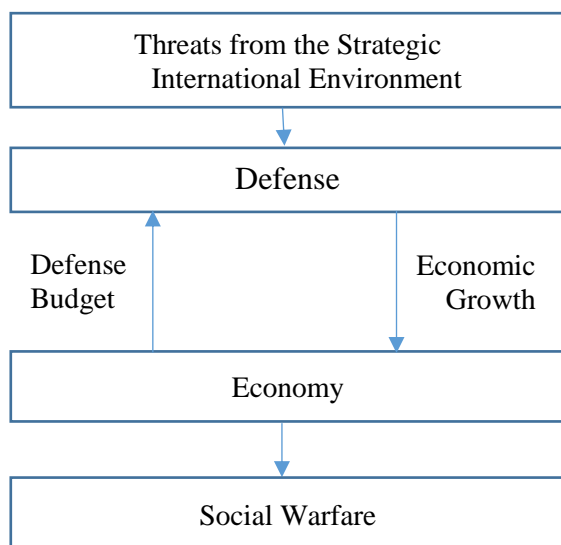 Threats from the Strategic
International Environment
Defense
Defense
Budget
Economic
Growth
Economy
Social Warfare